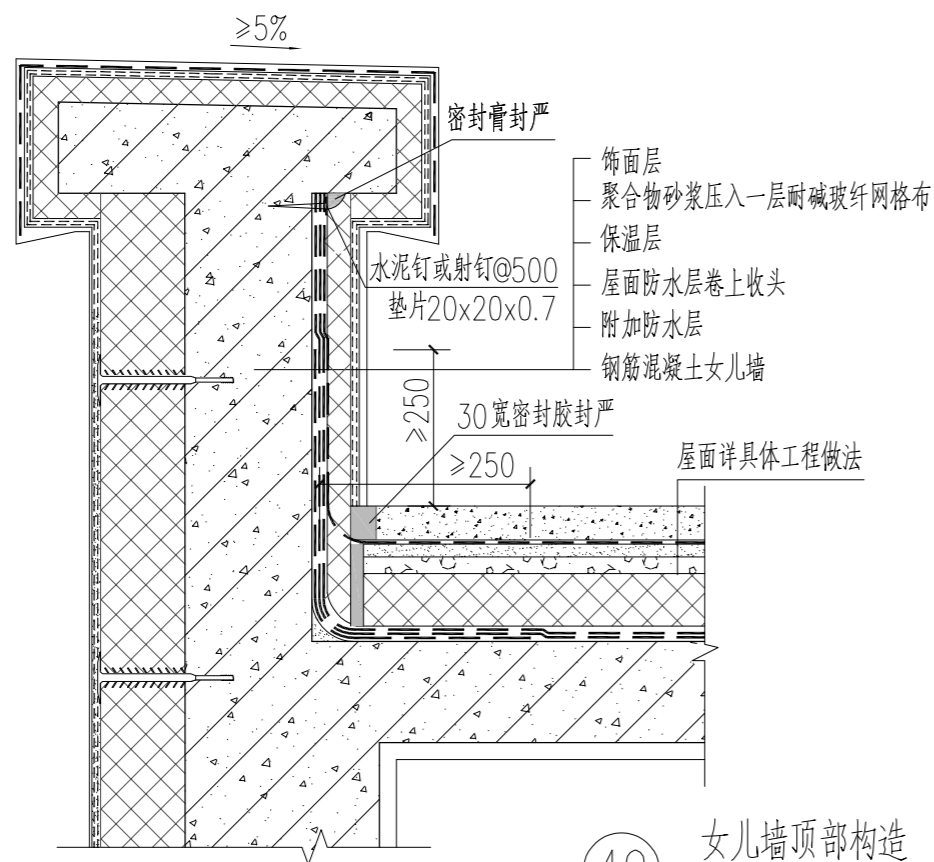 ≥5%
密封膏封严
饰面层
聚合物砂浆压入一层耐碱玻纤网格布
保温层
屋面防水层卷上收头
附加防水层
钢筋混凝土女儿墙
水泥钉或射钉@500
垫片20x20x0.7
≥250
30宽密封胶封严
≥250
屋面详具体工程做法
女儿墙顶部构造